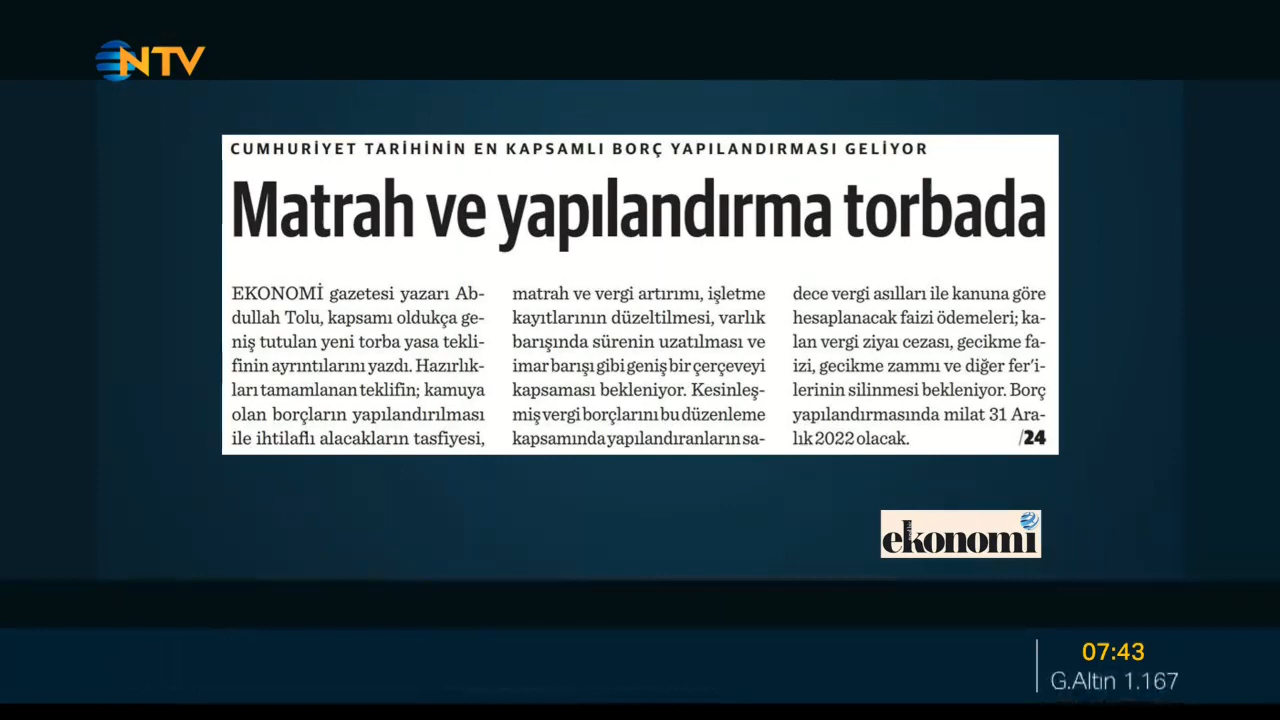 NTV
CUMHURİYET TARİHİNİN EN KAPSAMLI BORÇ YAPILANDIRMASI GELİYOR
Matrah ve yapılandırma torbada
EKONOMİ gazetesi yazarı Ab-
dullah Tolu, kapsamı oldukça ge-
niş tutulan yeni torba yasa tekli-
finin ayrıntılarını yazdı. Hazırlık-
ları tamamlanan teklifin; kamuya
olan borçların yapılandırılması
ile ihtilaflı alacakların tasfiyesi,
matrah ve vergi artırımı, işletme
kayıtlarının düzeltilmesi, varlık
barışında sürenin uzatılması ve
imar barışı gibi geniş bir çerçeveyi
kapsaması bekleniyor. Kesinleş-
miş vergi borçlarını bu düzenleme
kapsamında yapılandıranların sa-
dece vergi asılları ile kanuna göre
hesaplanacak faizi ödemeleri; ka-
lan vergi ziyaı cezası, gecikme fa-
izi, gecikme zammı ve diğer fer'i-
lerinin silinmesi bekleniyor. Borç
yapılandırmasında milat 31 Ara-
lık 2022 olacak. /24
ekonomi
07:43
G.Altın 1.167